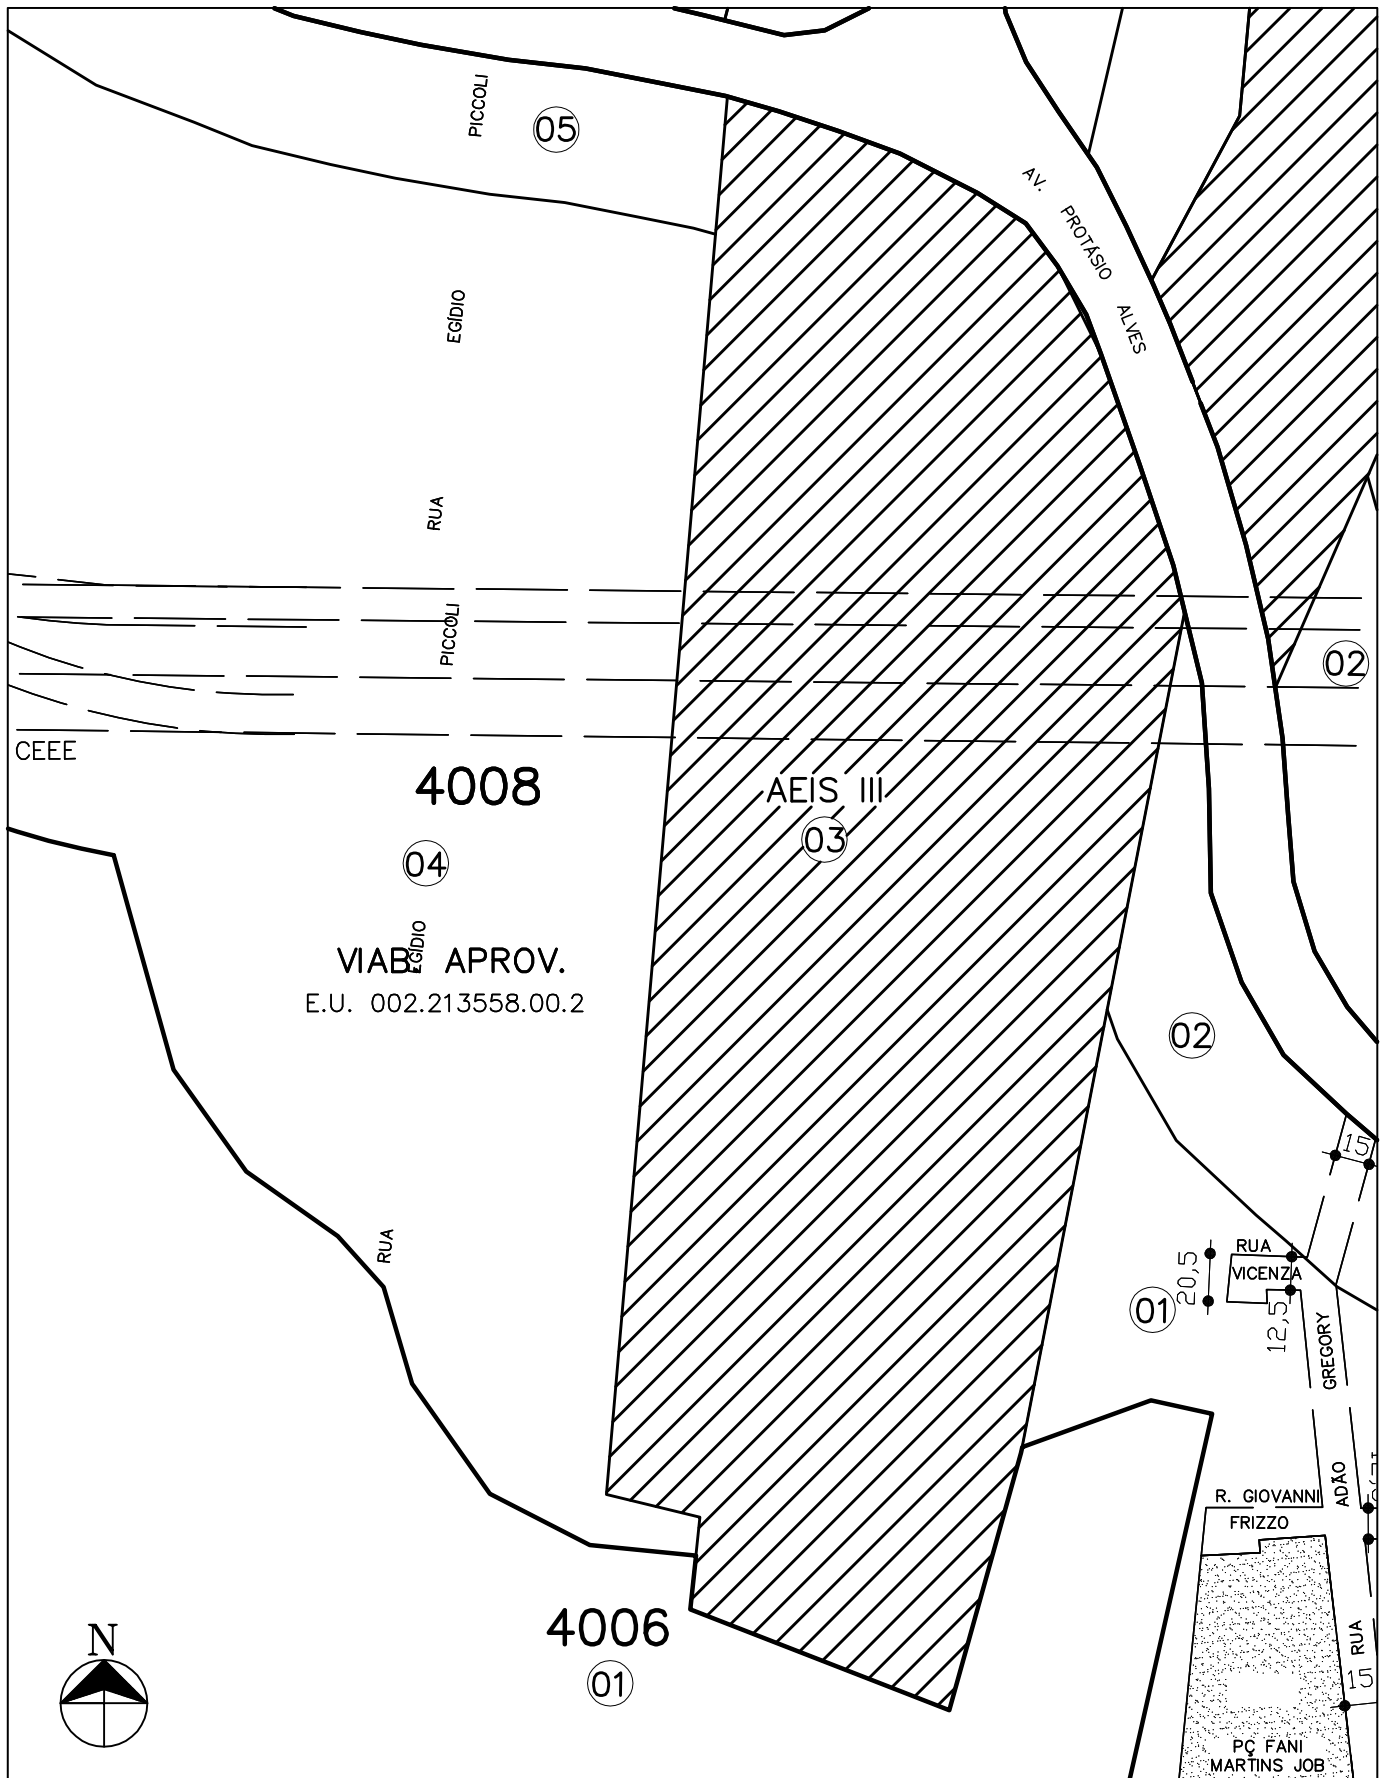 PICCOLI
05
AV. PROTÁSIO ALVES
EGÍDIO
RUA
PICCOLI
02
CEEE
4008
AEIS III
03
04
EGÍDIO
VIAB. APROV.
E.U. 002.213558.00.2
02
15
RUA
RUA
VICENZA
20,5
01
12,5
GREGORY
ADÃO
R. GIOVANNI
FRIZZO
4006
01
N
RUA
15
PÇ FANI
MARTINS JOB